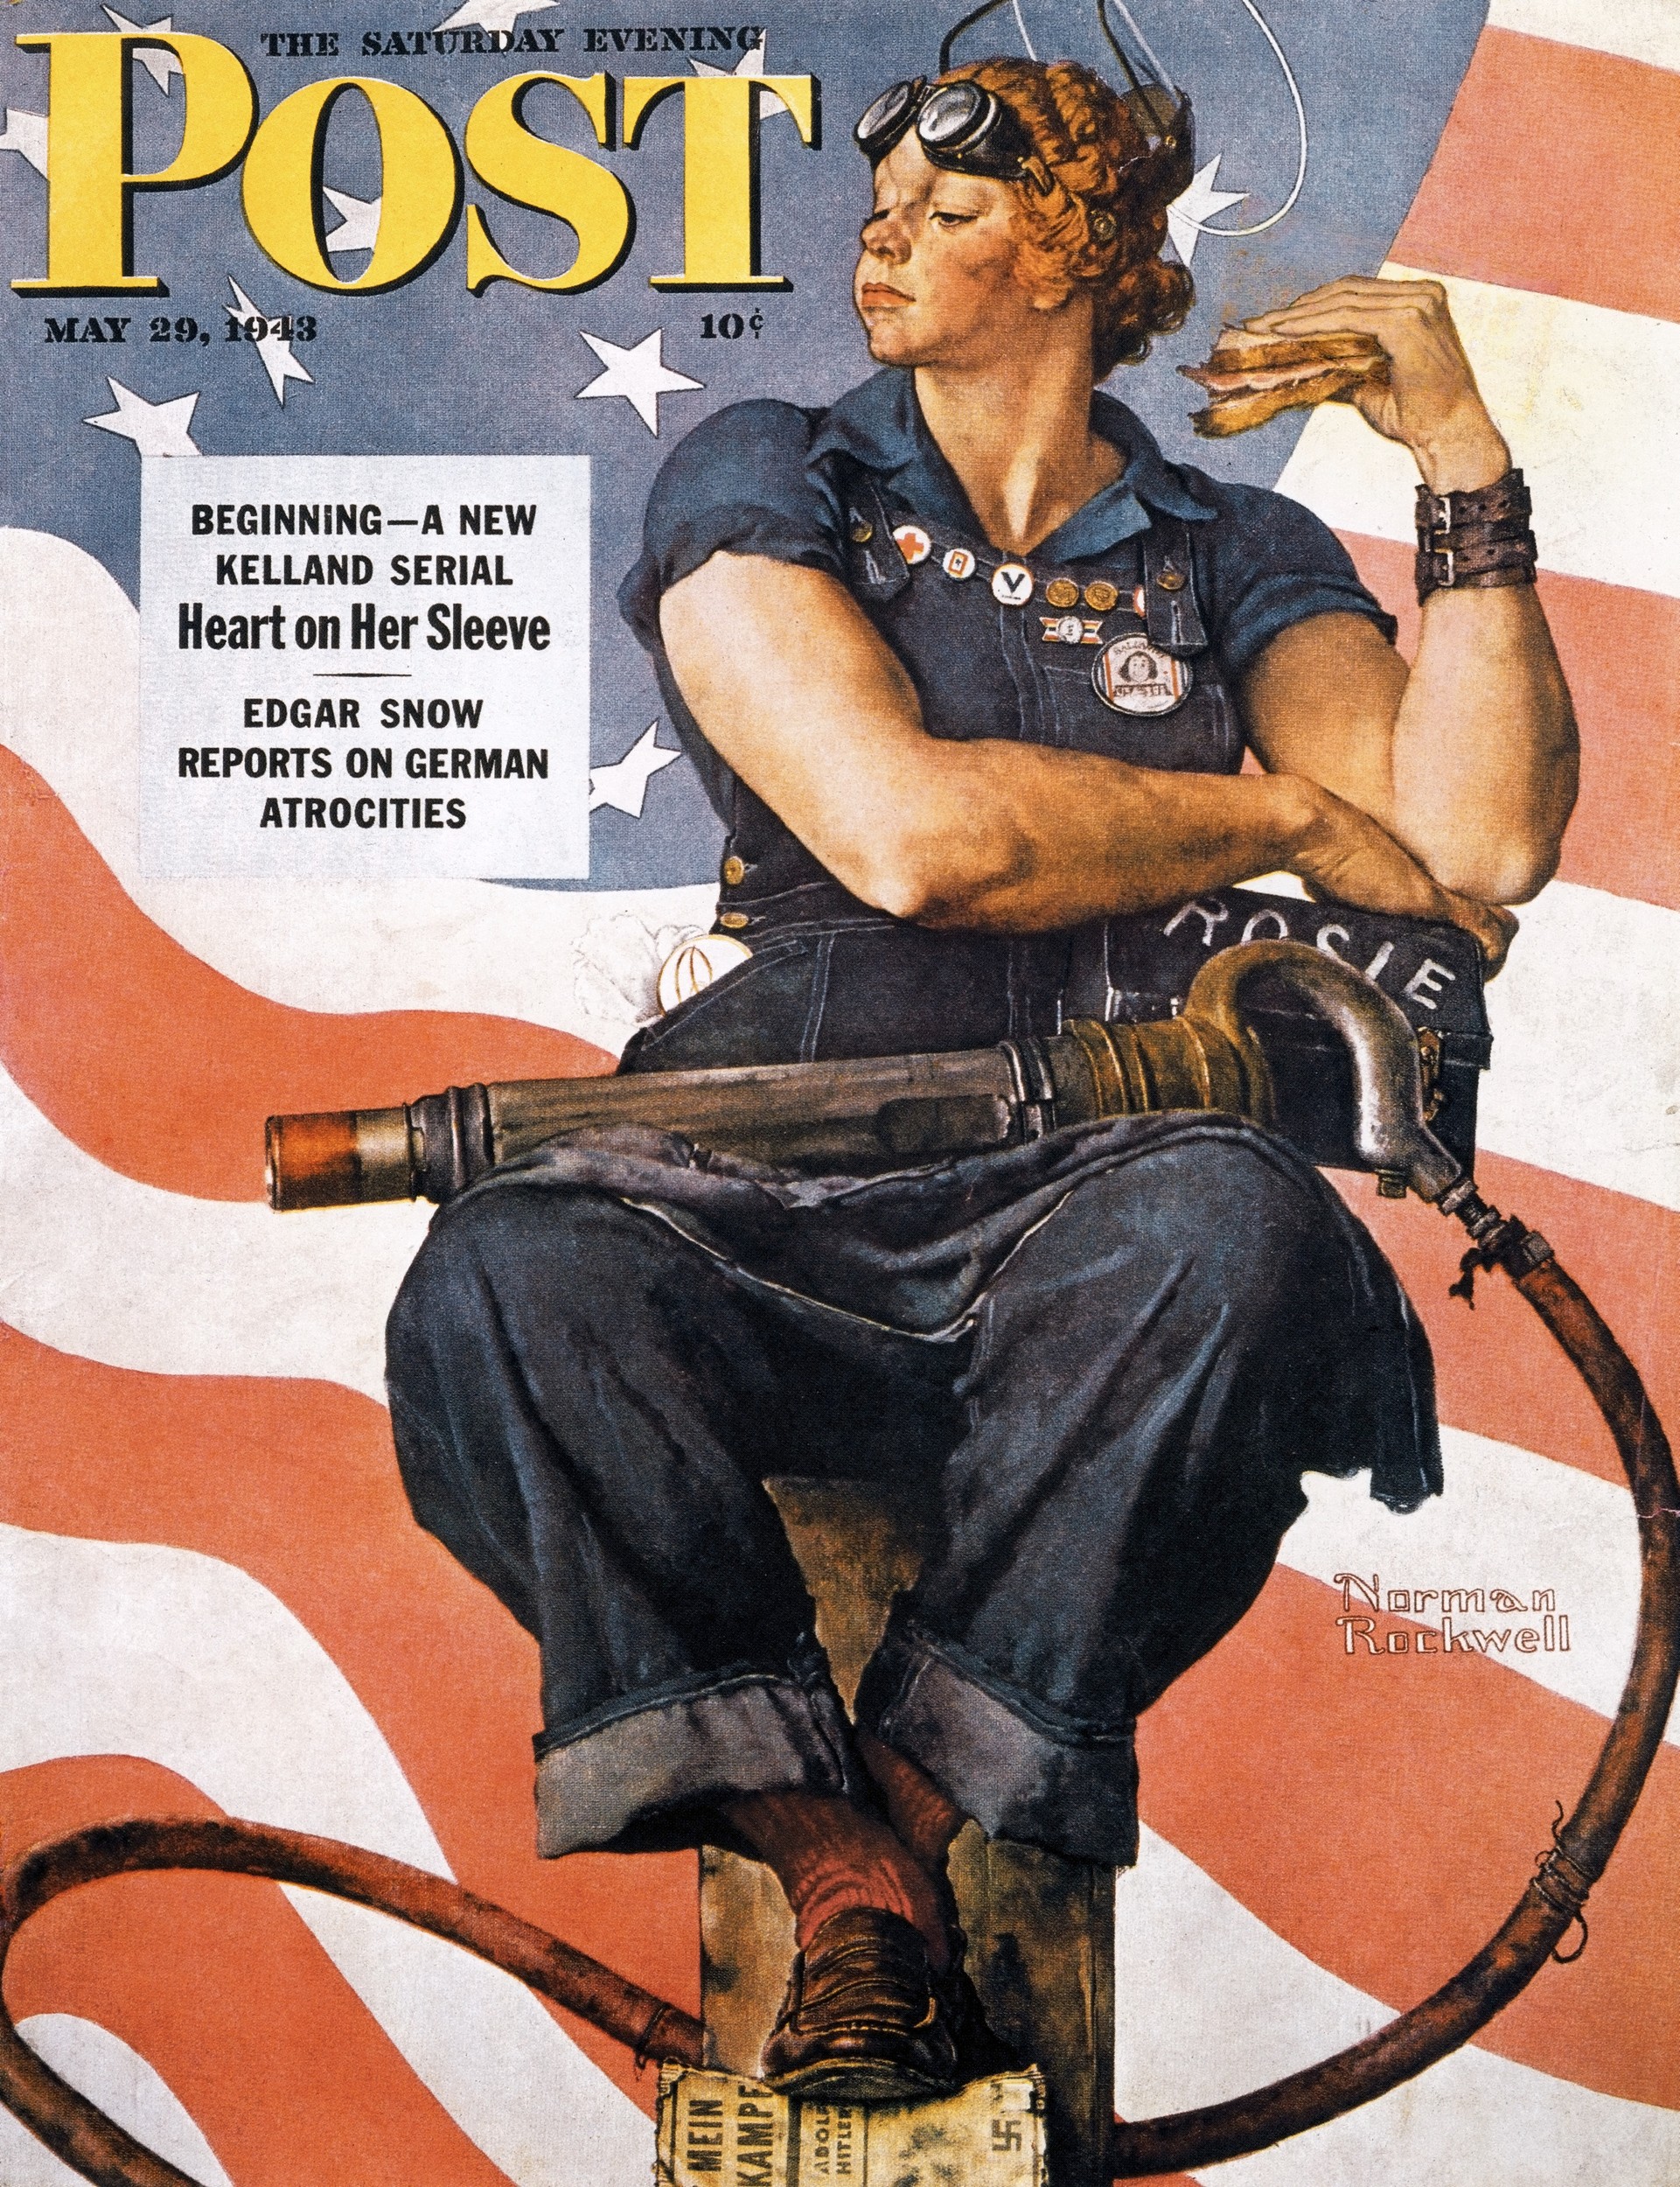 THE SATURDAY EVENING
POST
MAY 29, 1943
10¢
BEGINNING—A NEW
KELLAND SERIAL
Heart on Her Sleeve
EDGAR SNOW
REPORTS ON GERMAN
ATROCITIES
V
ROSIE
Norman
Rockwell
MEIN
KAMPF
ADOLF
HITLER